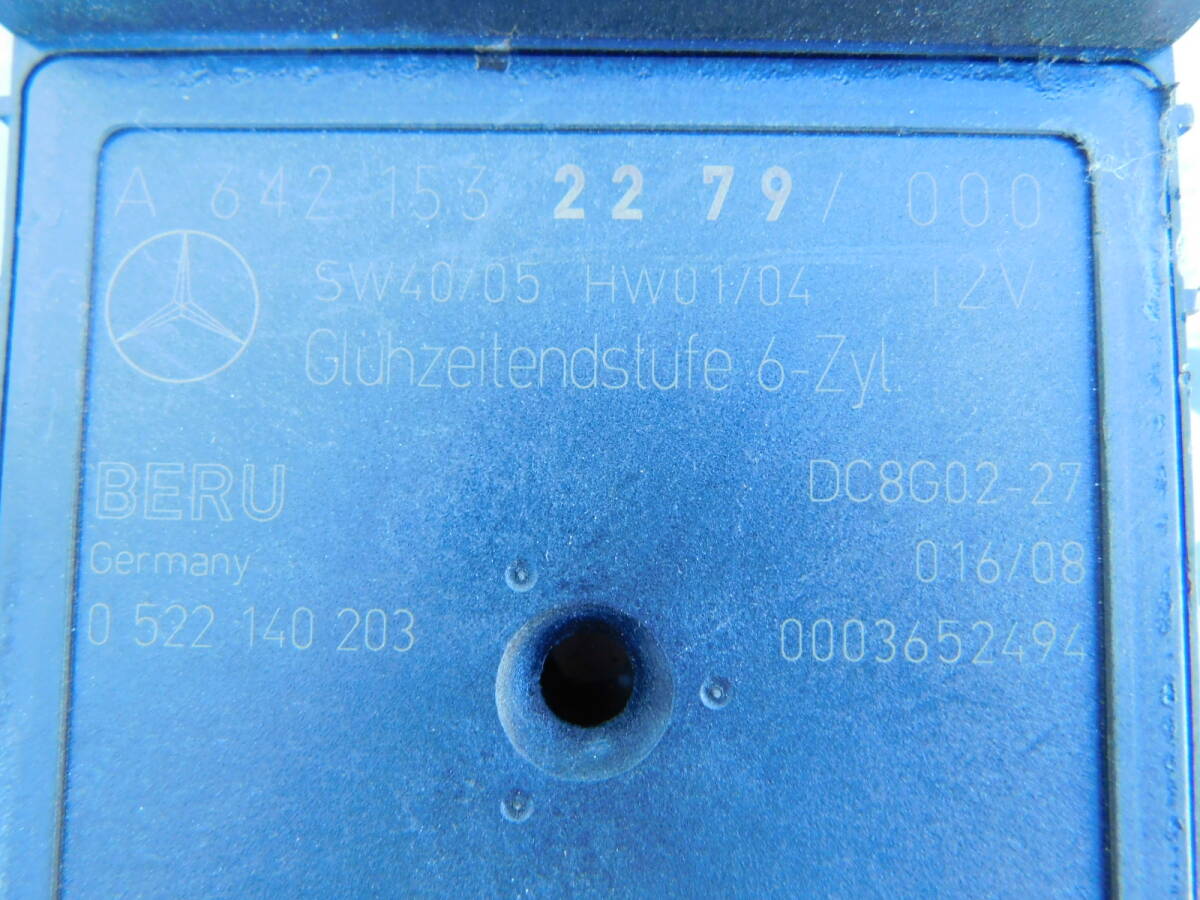 A 642 153 22 79/ 000
SW40/05 HW01/04 12V
Glühzeitendstufe 6-Zyl.
BERU
Germany
0 522 140 203
DC8G02-27
016/08
0003652494